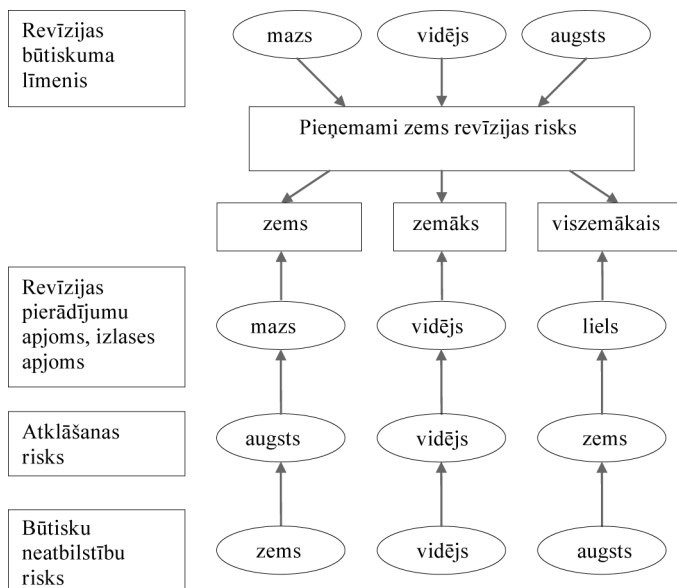 Revīzijas
būtiskuma
līmenis
mazs
vidējs
augsts
Pieņemami zems revīzijas risks
zems
zemāks
viszemākais
Revīzijas
pierādījumu
apjoms, izlases
apjoms
mazs
vidējs
liels
Atklāšanas
risks
augsts
vidējs
zems
Būtisku
neatbilstību
risks
zems
vidējs
augsts